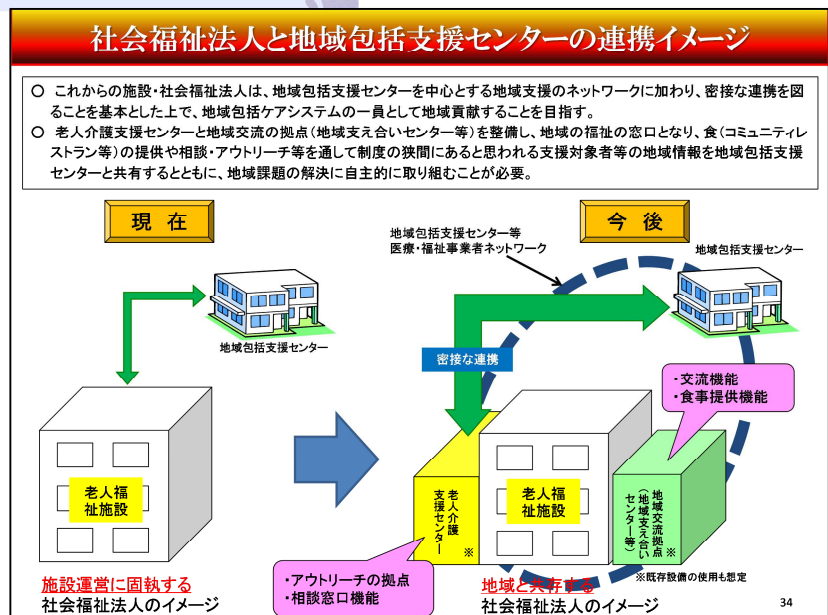 社会福祉法人と地域包括支援センターの連携イメージ
○ これからの施設・社会福祉法人は、地域包括支援センターを中心とする地域支援のネットワークに加わり、密接な連携を図
ることを基本とした上で、地域包括ケアシステムの一員として地域貢献することを目指す。
○ 老人介護支援センターと地域交流の拠点(地域支え合いセンター等)を整備し、地域の福祉の窓口となり、食(コミュニティレ
ストラン等)の提供や相談・アウトリーチ等を通して制度の狭間にあると思われる支援対象者等の地域情報を地域包括支援
センターと共有するとともに、地域課題の解決に自主的に取り組むことが必要。
現 在
地域包括支援センター
老人福
祉施設
施設運営に固執する
社会福祉法人のイメージ
今 後
地域包括支援センター等
医療・福祉事業者ネットワーク
地域包括支援センター
密接な連携
・交流機能
・食事提供機能
老人介護
支援センター
※
老人福
祉施設
地域交流拠点※
(地域支え合い
センター等)
・アウトリーチの拠点
・相談窓口機能
※既存設備の使用も想定
地域と共存する
社会福祉法人のイメージ
34